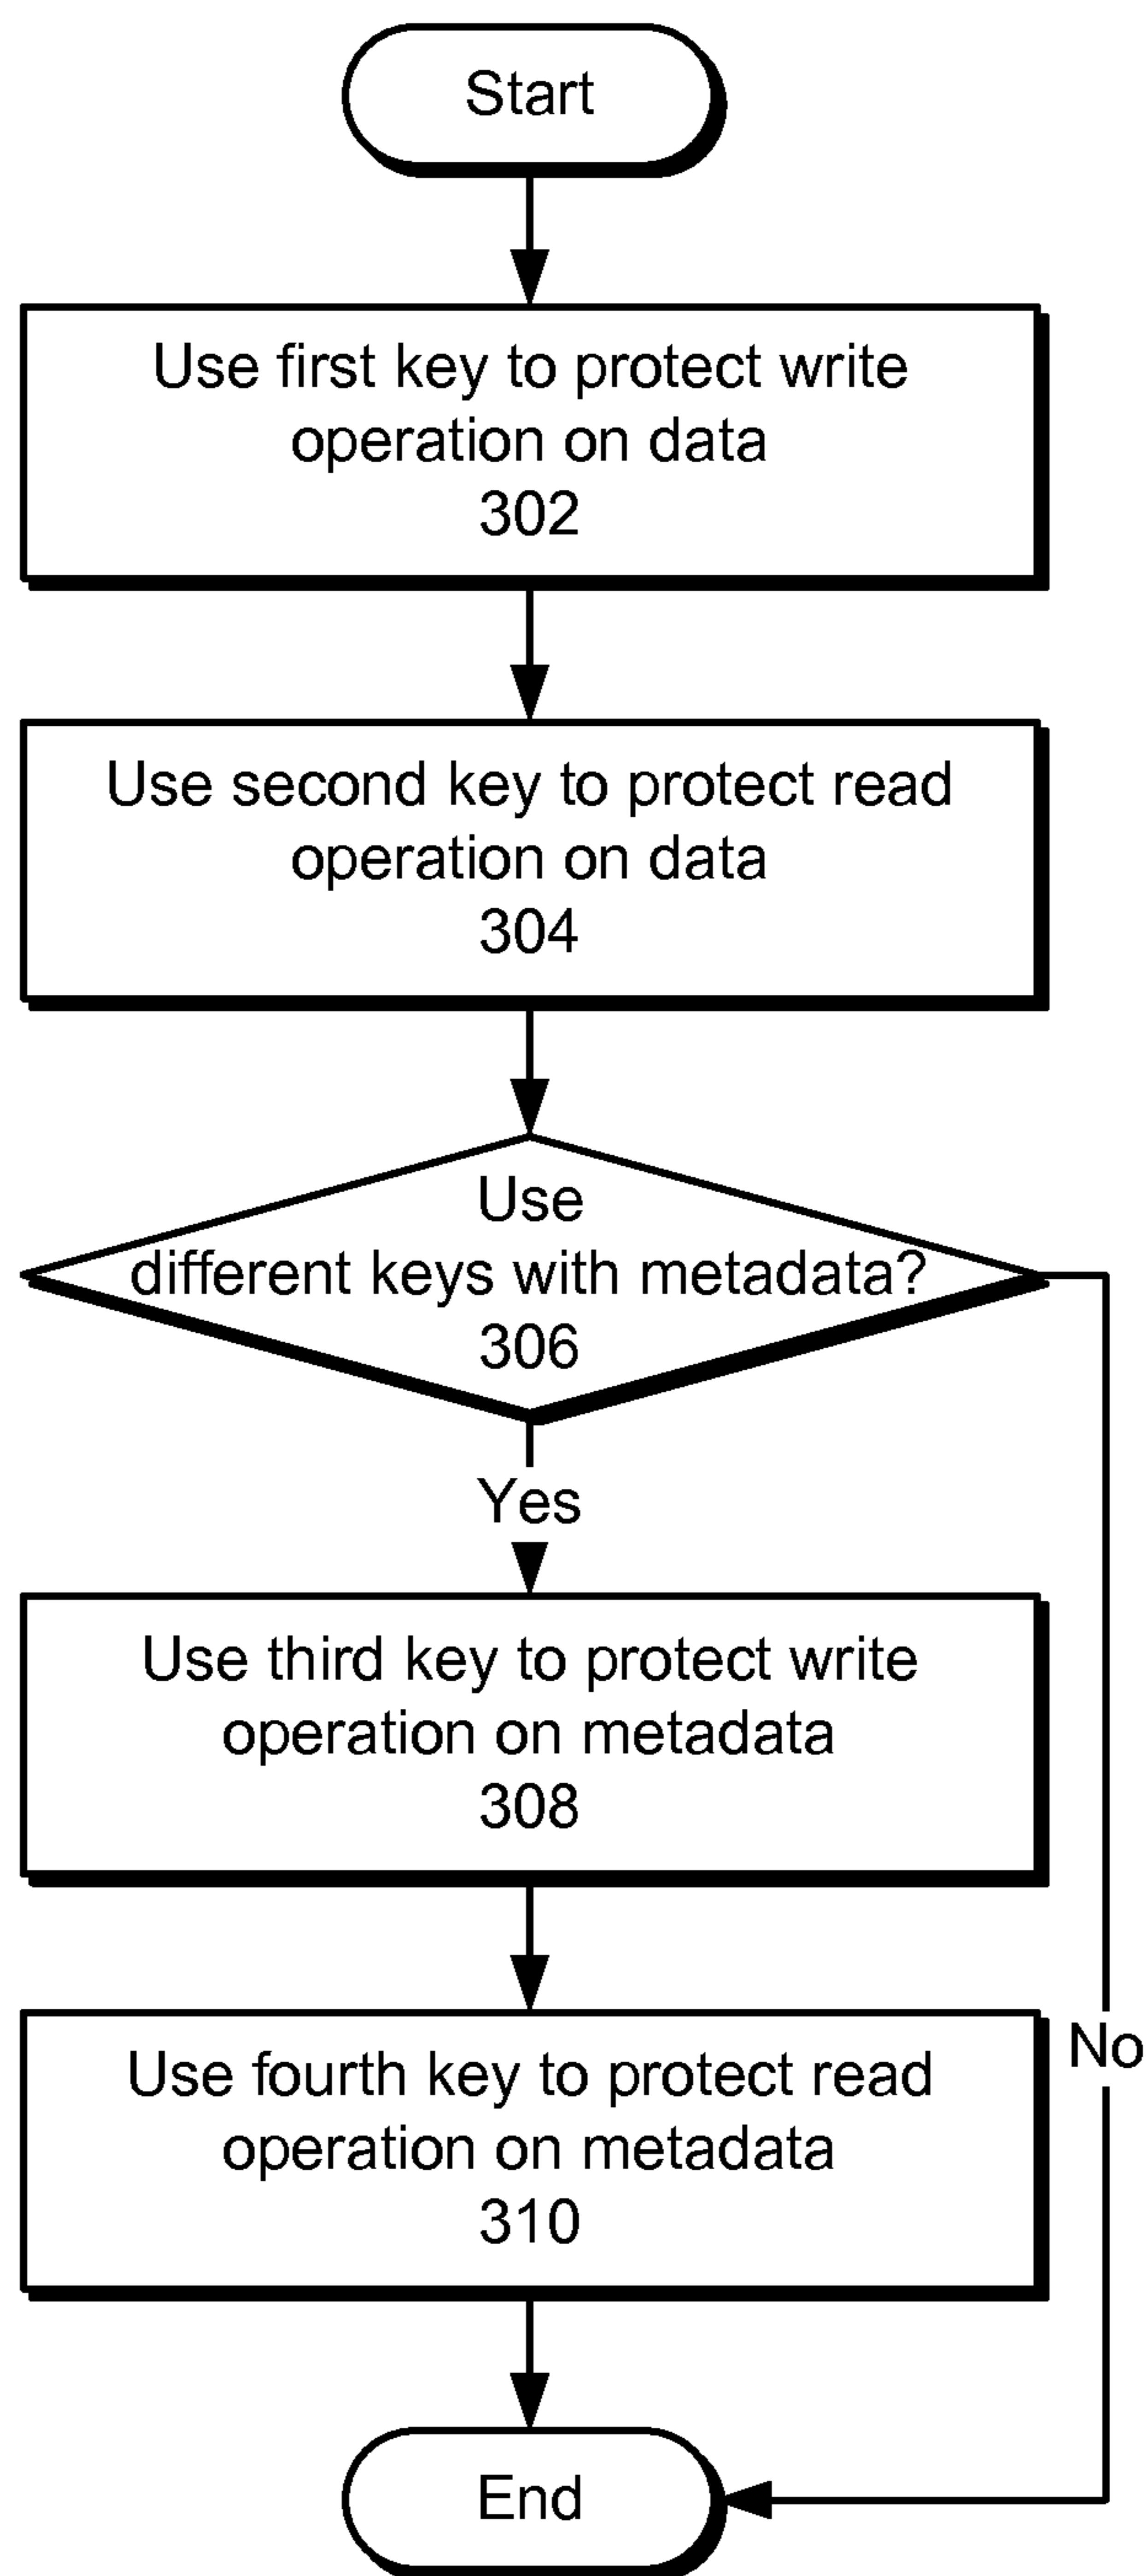 Start
Use first key to protect write
operation on data
302
Use second key to protect read
operation on data
304
Use
different keys with metadata?
306
Yes
Use third key to protect write
operation on metadata
308
No
Use fourth key to protect read
operation on metadata
310
End